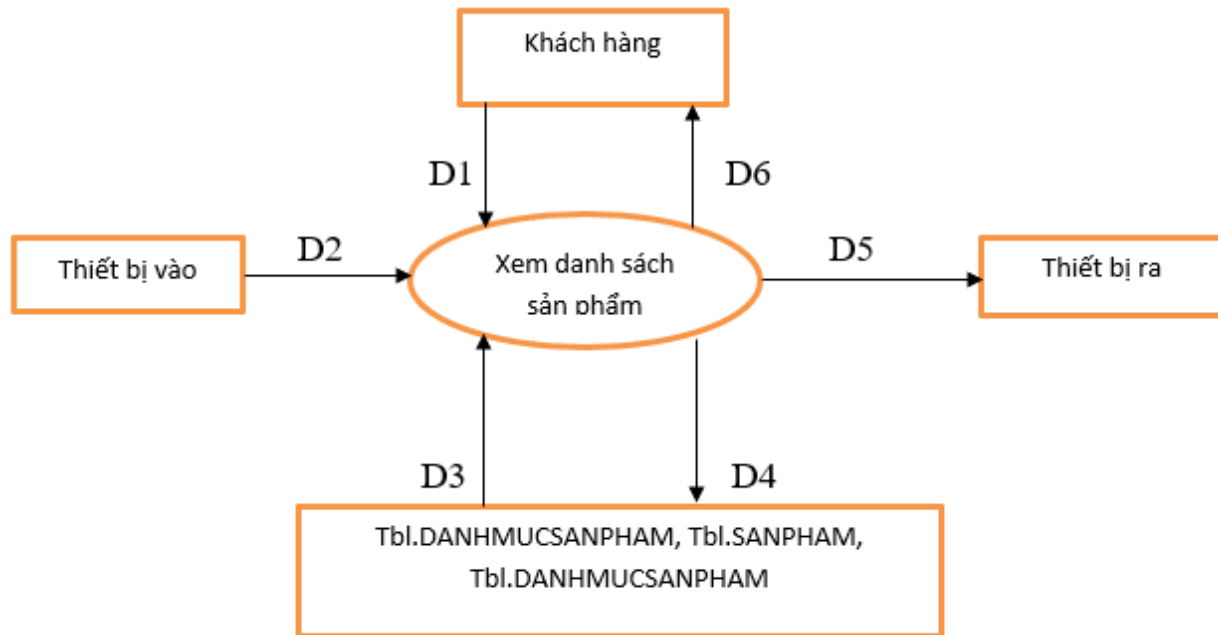 Khách hàng
D1
D6
Thiết bị vào
D2
Xem danh sách
sản phẩm
D5
Thiết bị ra
D3
D4
Tbl.DANHMUCSANPHAM, Tbl.SANPHAM,
Tbl.DANHMUCSANPHAM